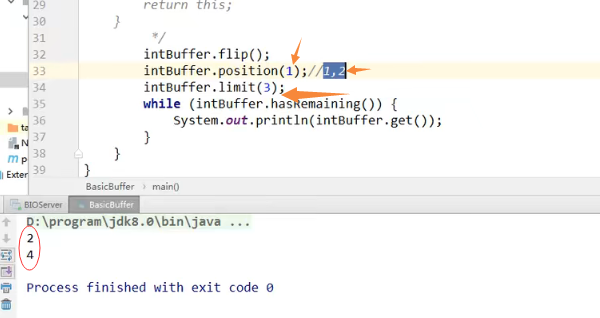 29 return this;
30 }
31 */
32 intBuffer.flip();
33 intBuffer.position(1);//1,2
34 intBuffer.limit(3);
35 while (intBuffer.hasRemaining()) {
36 System.out.println(intBuffer.get());
37 }
38 }
39 }
ta
N
p
Exter
BasicBuffer › main()
BIOServer
BasicBuffer
D:\program\jdk8.0\bin\java ...
2
4
Process finished with exit code 0